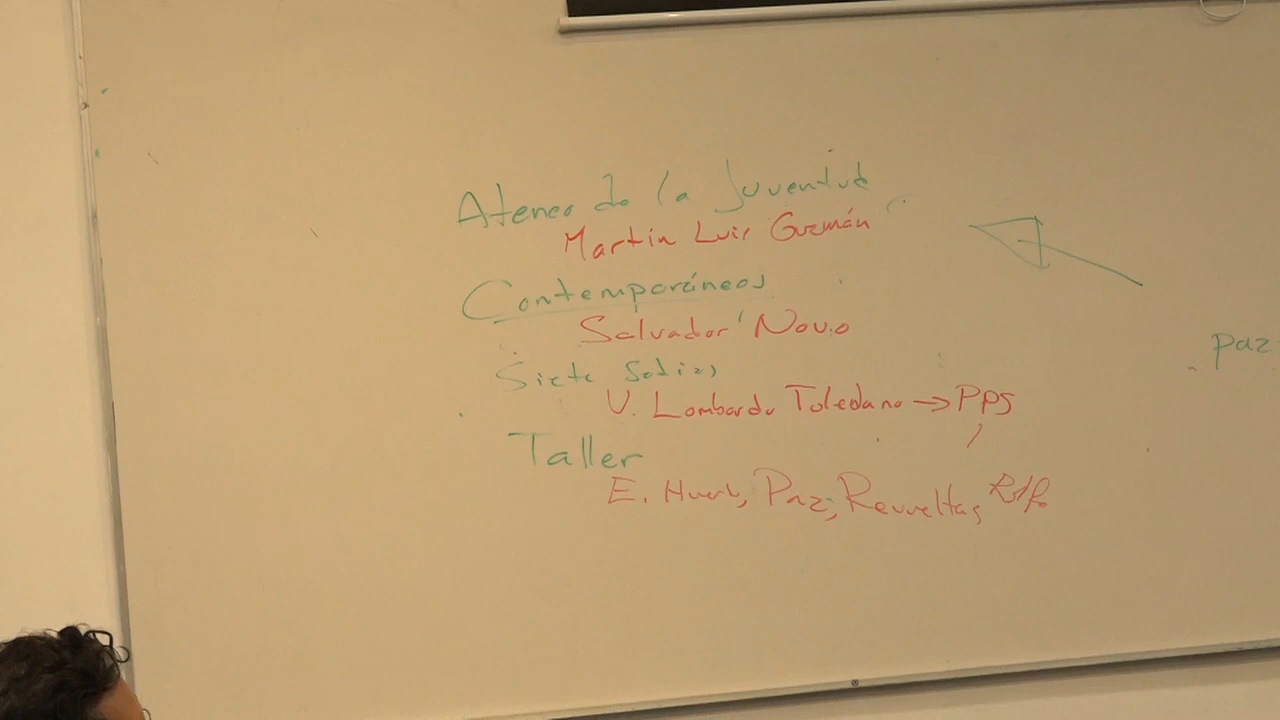 Ateneo de la Juventud
Martín Luis Guzmán
Contemporáneos
Salvador Novo
Siete Sabios
V. Lombardo Toledano → PPS
Taller
E. Huerta, Paz, Revueltas,
paz